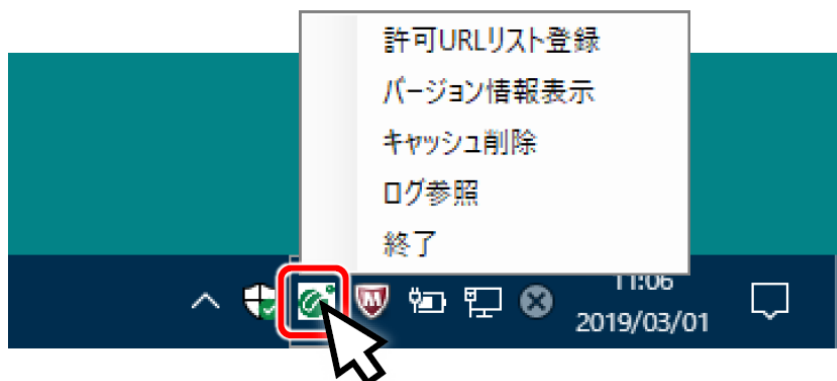 許可URLリスト登録
バージョン情報表示
キャッシュ削除
ログ参照
終了
11:06
2019/03/01